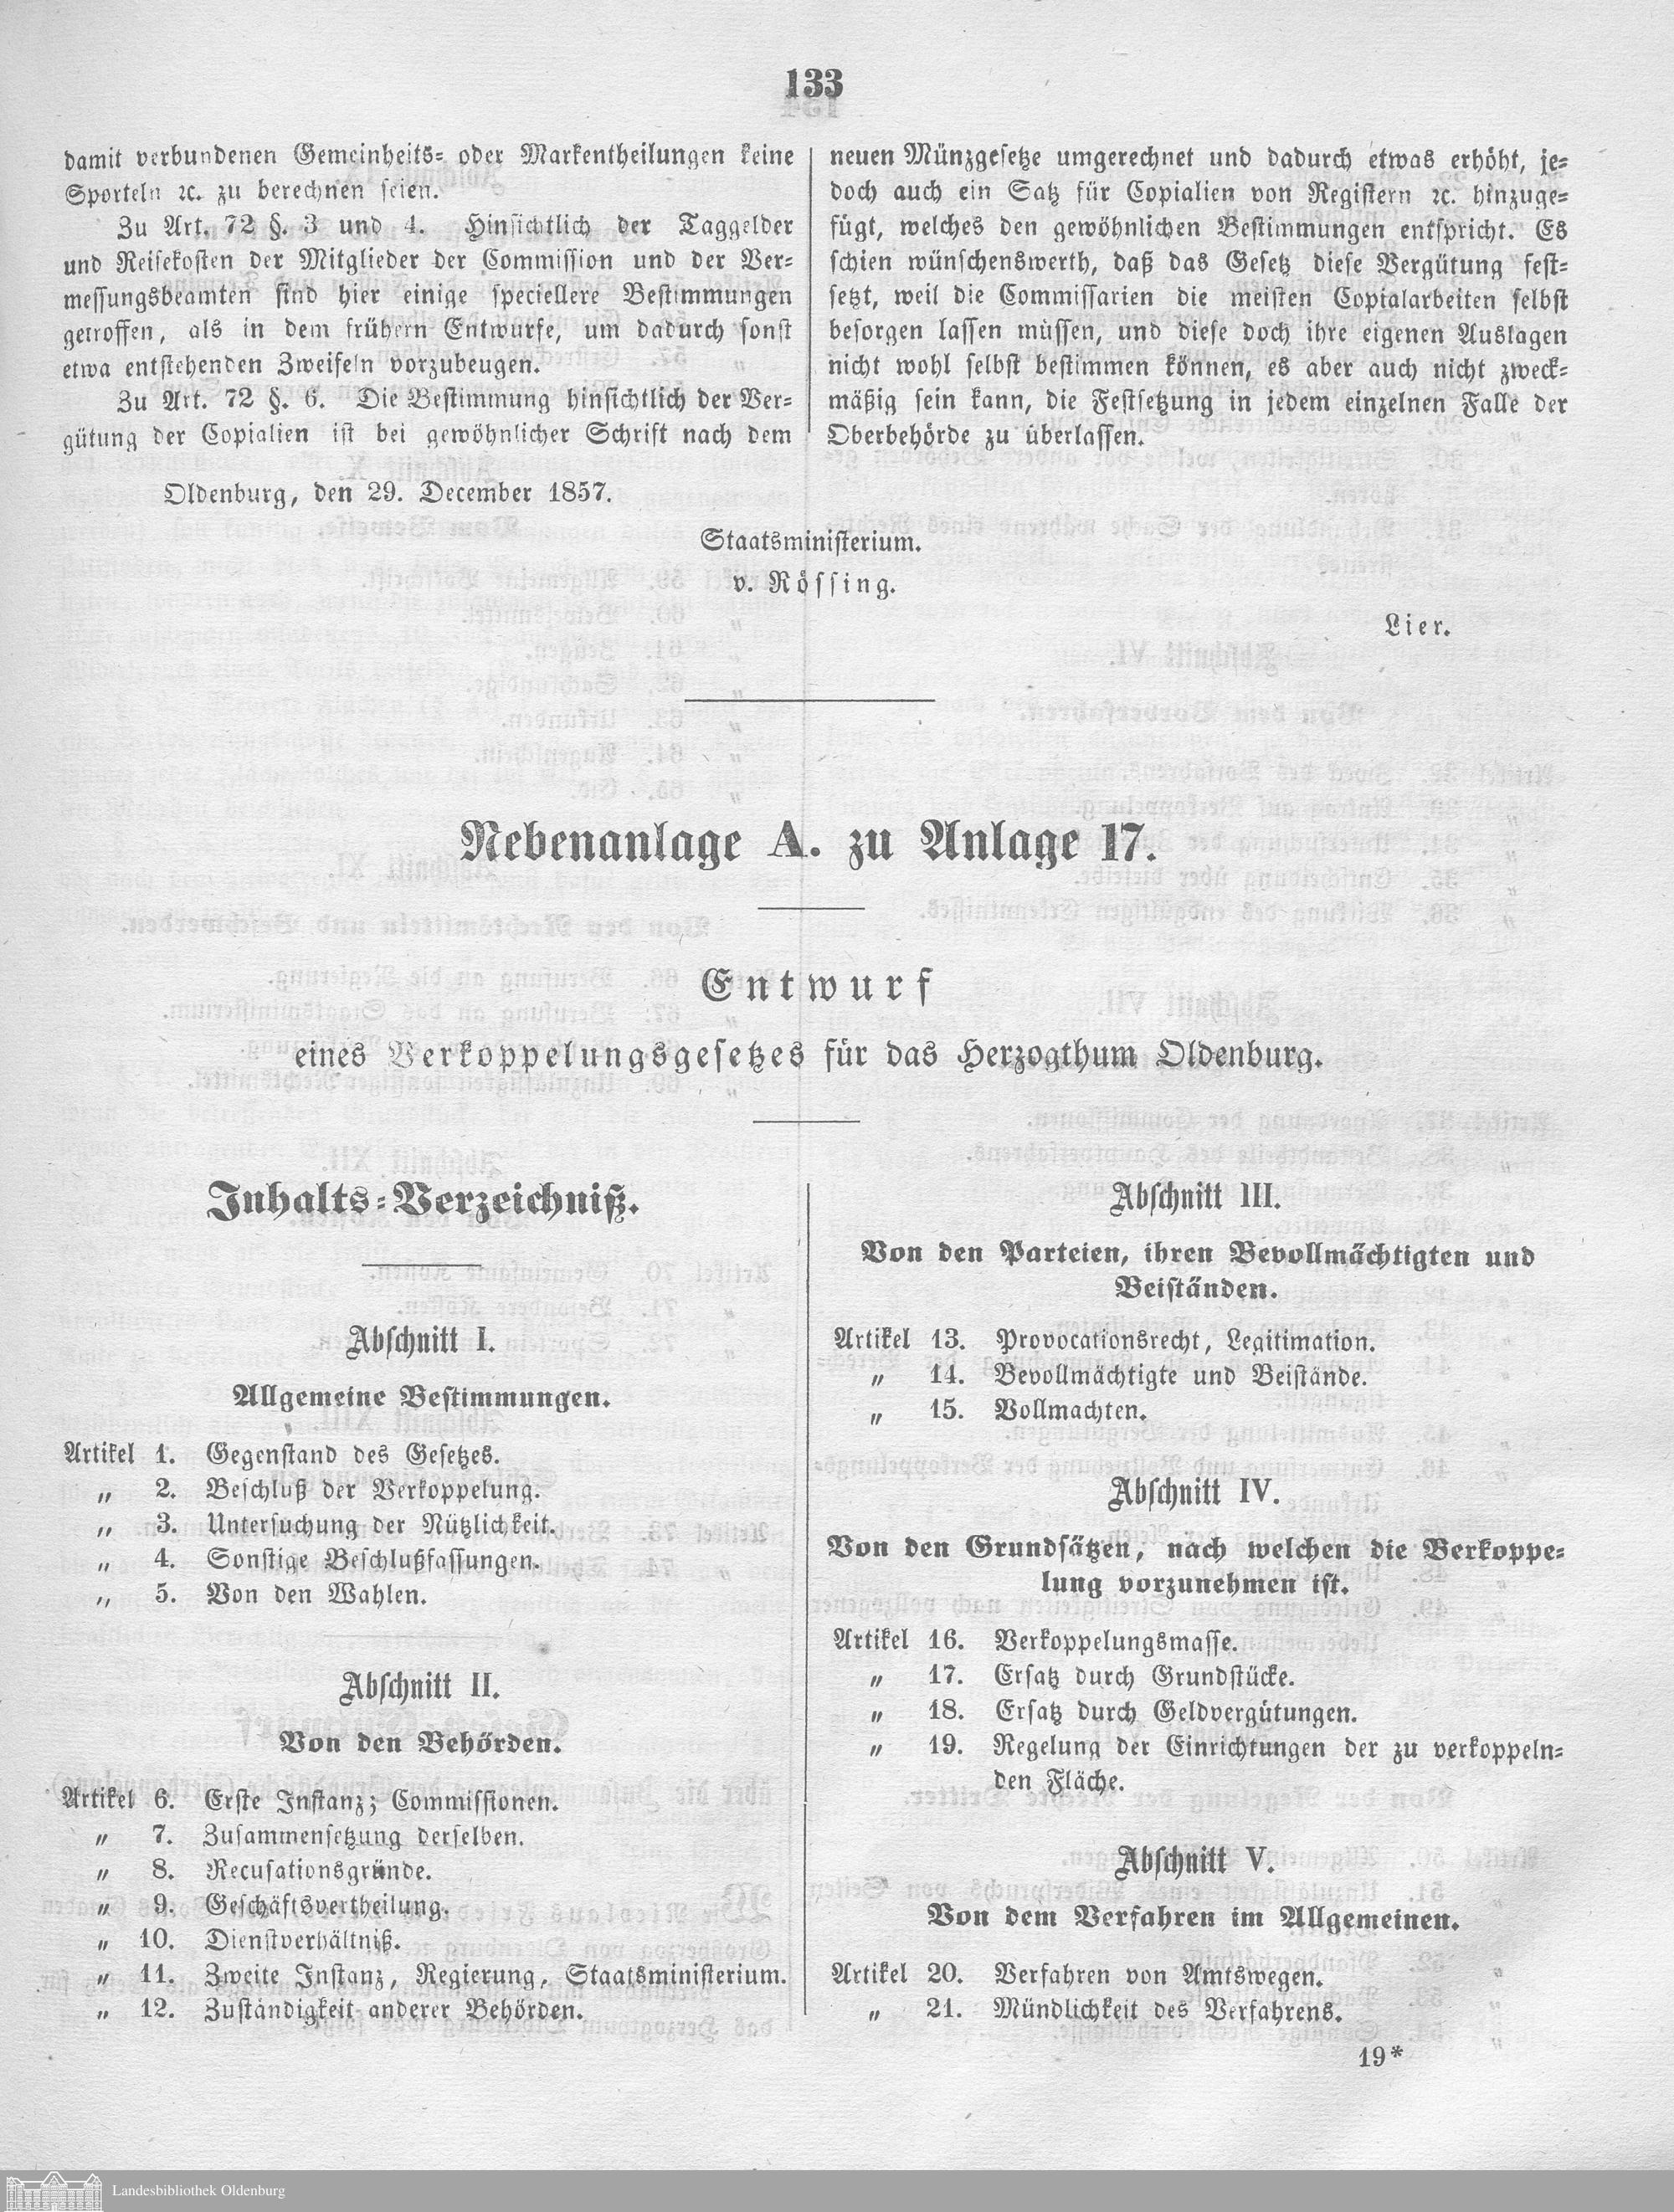 133
damit verbundenen Gemeinheits- oder Markentheilungen keine
Sporteln ꝛc. zu berechnen seien.
Zu Art. 72 §. 3 und 4. Hinsichtlich der Taggelder
und Reisekosten der Mitglieder der Commission und der Ver-
messungsbeamten sind hier einige speciellere Bestimmungen
getroffen, als in dem frühern Entwurfe, um dadurch sonst
etwa entstehenden Zweifeln vorzubeugen.
Zu Art. 72 §. 6. Die Bestimmung hinsichtlich der Ver-
gütung der Copialien ist bei gewöhnlicher Schrift nach dem
neuen Münzgesetze umgerechnet und dadurch etwas erhöht, je-
doch auch ein Satz für Copialien von Registern ꝛc. hinzuge-
fügt, welches den gewöhnlichen Bestimmungen entspricht. Es
schien wünschenswerth, daß das Gesetz diese Vergütung fest-
setzt, weil die Commissarien die meisten Copialarbeiten selbst
besorgen lassen müssen, und diese doch ihre eigenen Auslagen
nicht wohl selbst bestimmen können, es aber auch nicht zweck-
mäßig sein kann, die Festsetzung in jedem einzelnen Falle der
Oberbehörde zu überlassen.
Oldenburg, den 29. December 1857.
Staatsministerium.
v. Rössing.
Lier.
Nebenanlage A. zu Anlage 17.
Entwurf
eines Verkoppelungsgesetzes für das Herzogthum Oldenburg.
Inhalts-Verzeichniß.
Abschnitt I.
Allgemeine Bestimmungen.
Artikel 1. Gegenstand des Gesetzes.
„ 2. Beschluß der Verkoppelung.
„ 3. Untersuchung der Nützlichkeit.
„ 4. Sonstige Beschlußfassungen.
„ 5. Von den Wahlen.
Abschnitt II.
Von den Behörden.
Artikel 6. Erste Instanz; Commissionen.
„ 7. Zusammensetzung derselben.
„ 8. Recusationsgründe.
„ 9. Geschäftsvertheilung.
„ 10. Dienstverhältniß.
„ 11. Zweite Instanz, Regierung, Staatsministerium.
„ 12. Zuständigkeit anderer Behörden.
Abschnitt III.
Von den Parteien, ihren Bevollmächtigten und
Beiständen.
Artikel 13. Provocationsrecht, Legitimation.
„ 14. Bevollmächtigte und Beistände.
„ 15. Vollmachten.
Abschnitt IV.
Von den Grundsätzen, nach welchen die Verkoppe-
lung vorzunehmen ist.
Artikel 16. Verkoppelungsmasse.
„ 17. Ersatz durch Grundstücke.
„ 18. Ersatz durch Geldvergütungen.
„ 19. Regelung der Einrichtungen der zu verkoppeln-
den Fläche.
Abschnitt V.
Von dem Verfahren im Allgemeinen.
Artikel 20. Verfahren von Amtswegen.
„ 21. Mündlichkeit des Verfahrens.
19*
Landesbibliothek Oldenburg